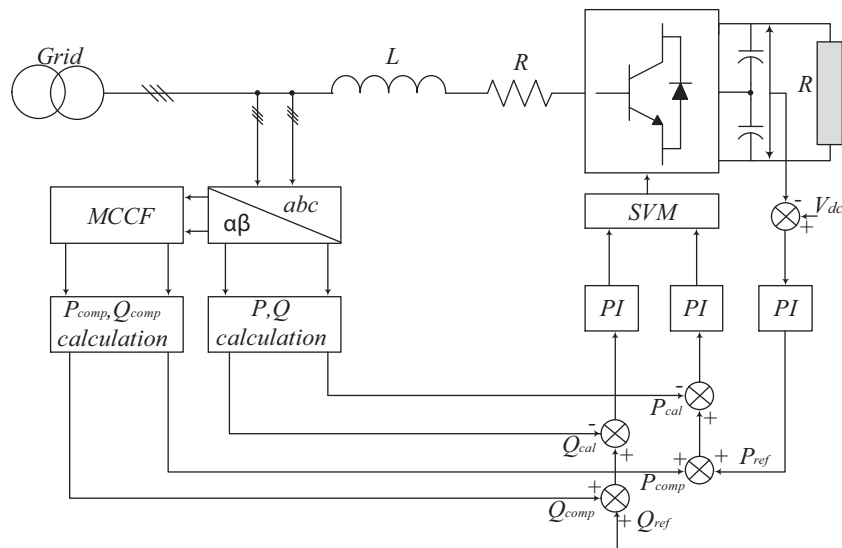 Grid
L
R
R
MCCF
abc
αβ
SVM
-
V_dc
+
P_comp,Q_comp
calculation
P,Q
calculation
PI
PI
PI
-
P_cal
+
-
Q_cal
+
+
+
P_ref
P_comp
+
Q_comp
+
Q_ref